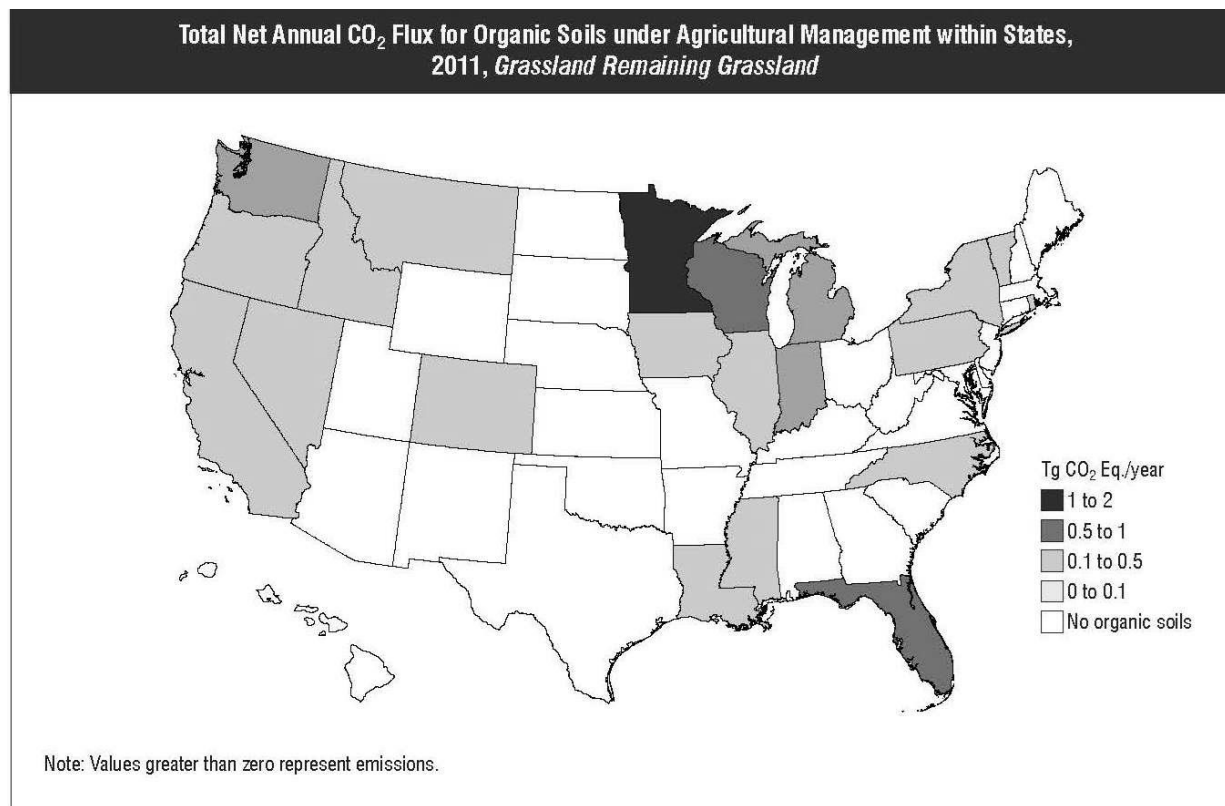 Total Net Annual CO₂ Flux for Organic Soils under Agricultural Management within States,
2011, Grassland Remaining Grassland
Tg CO₂ Eq./year
1 to 2
0.5 to 1
0.1 to 0.5
0 to 0.1
No organic soils
Note: Values greater than zero represent emissions.